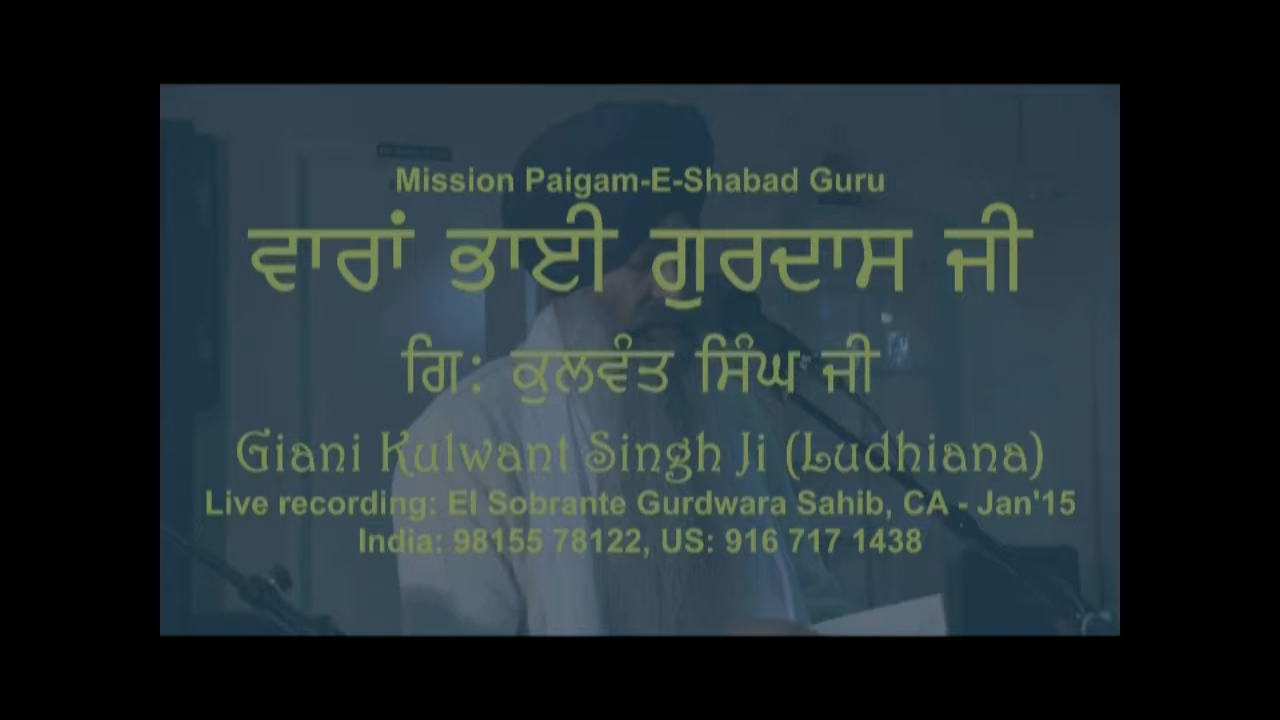 Mission Paigam-E-Shabad Guru
ਵਾਰਾਂ ਭਾਈ ਗੁਰਦਾਸ ਜੀ
ਗਿ: ਕੁਲਵੰਤ ਸਿੰਘ ਜੀ
Giani Kulwant Singh Ji (Ludhiana)
Live recording: El Sobrante Gurdwara Sahib, CA - Jan'15
India: 98155 78122, US: 916 717 1438